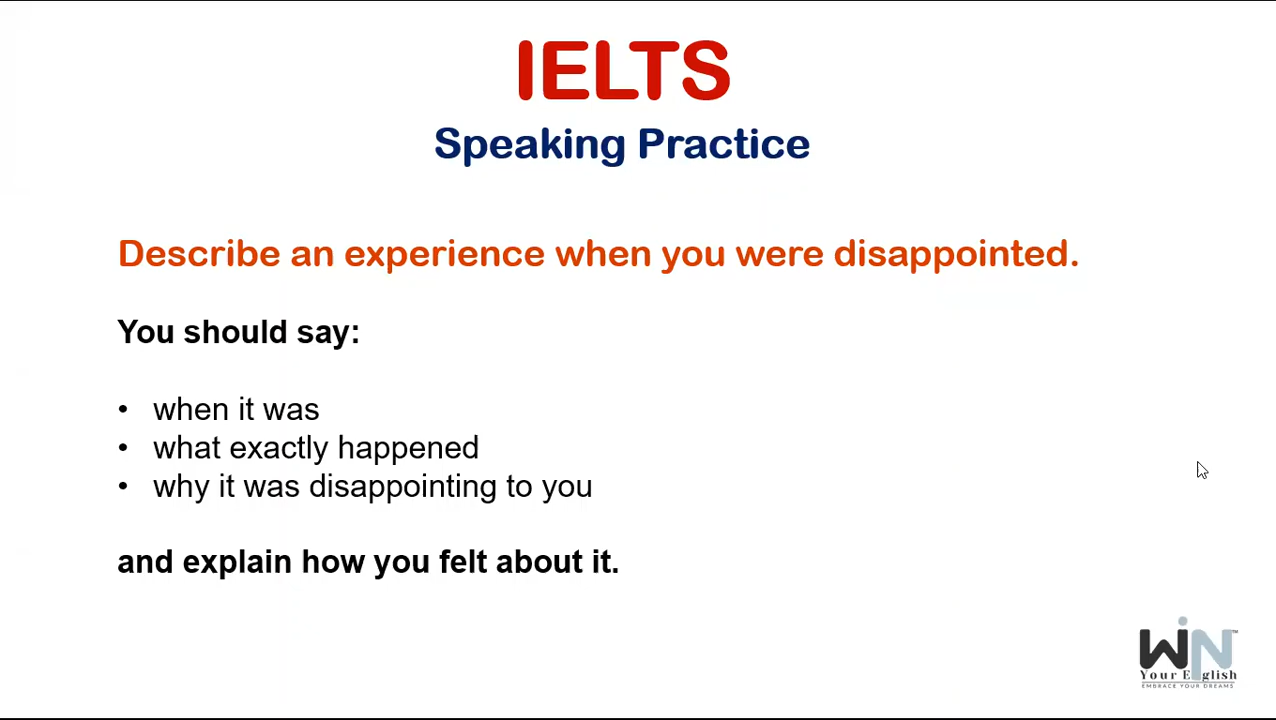 IELTS
Speaking Practice
Describe an experience when you were disappointed.
You should say:
• when it was
• what exactly happened
• why it was disappointing to you
and explain how you felt about it.
WiN™
Your English
EMBRACE YOUR DREAMS